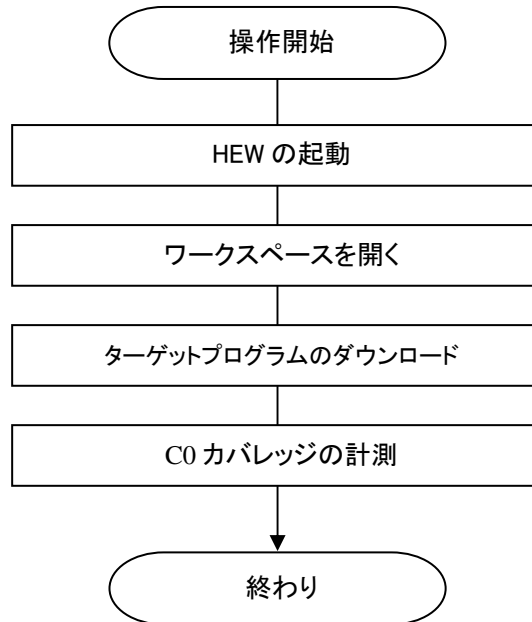 操作開始
HEW の起動
ワークスペースを開く
ターゲットプログラムのダウンロード
C0 カバレッジの計測
終わり